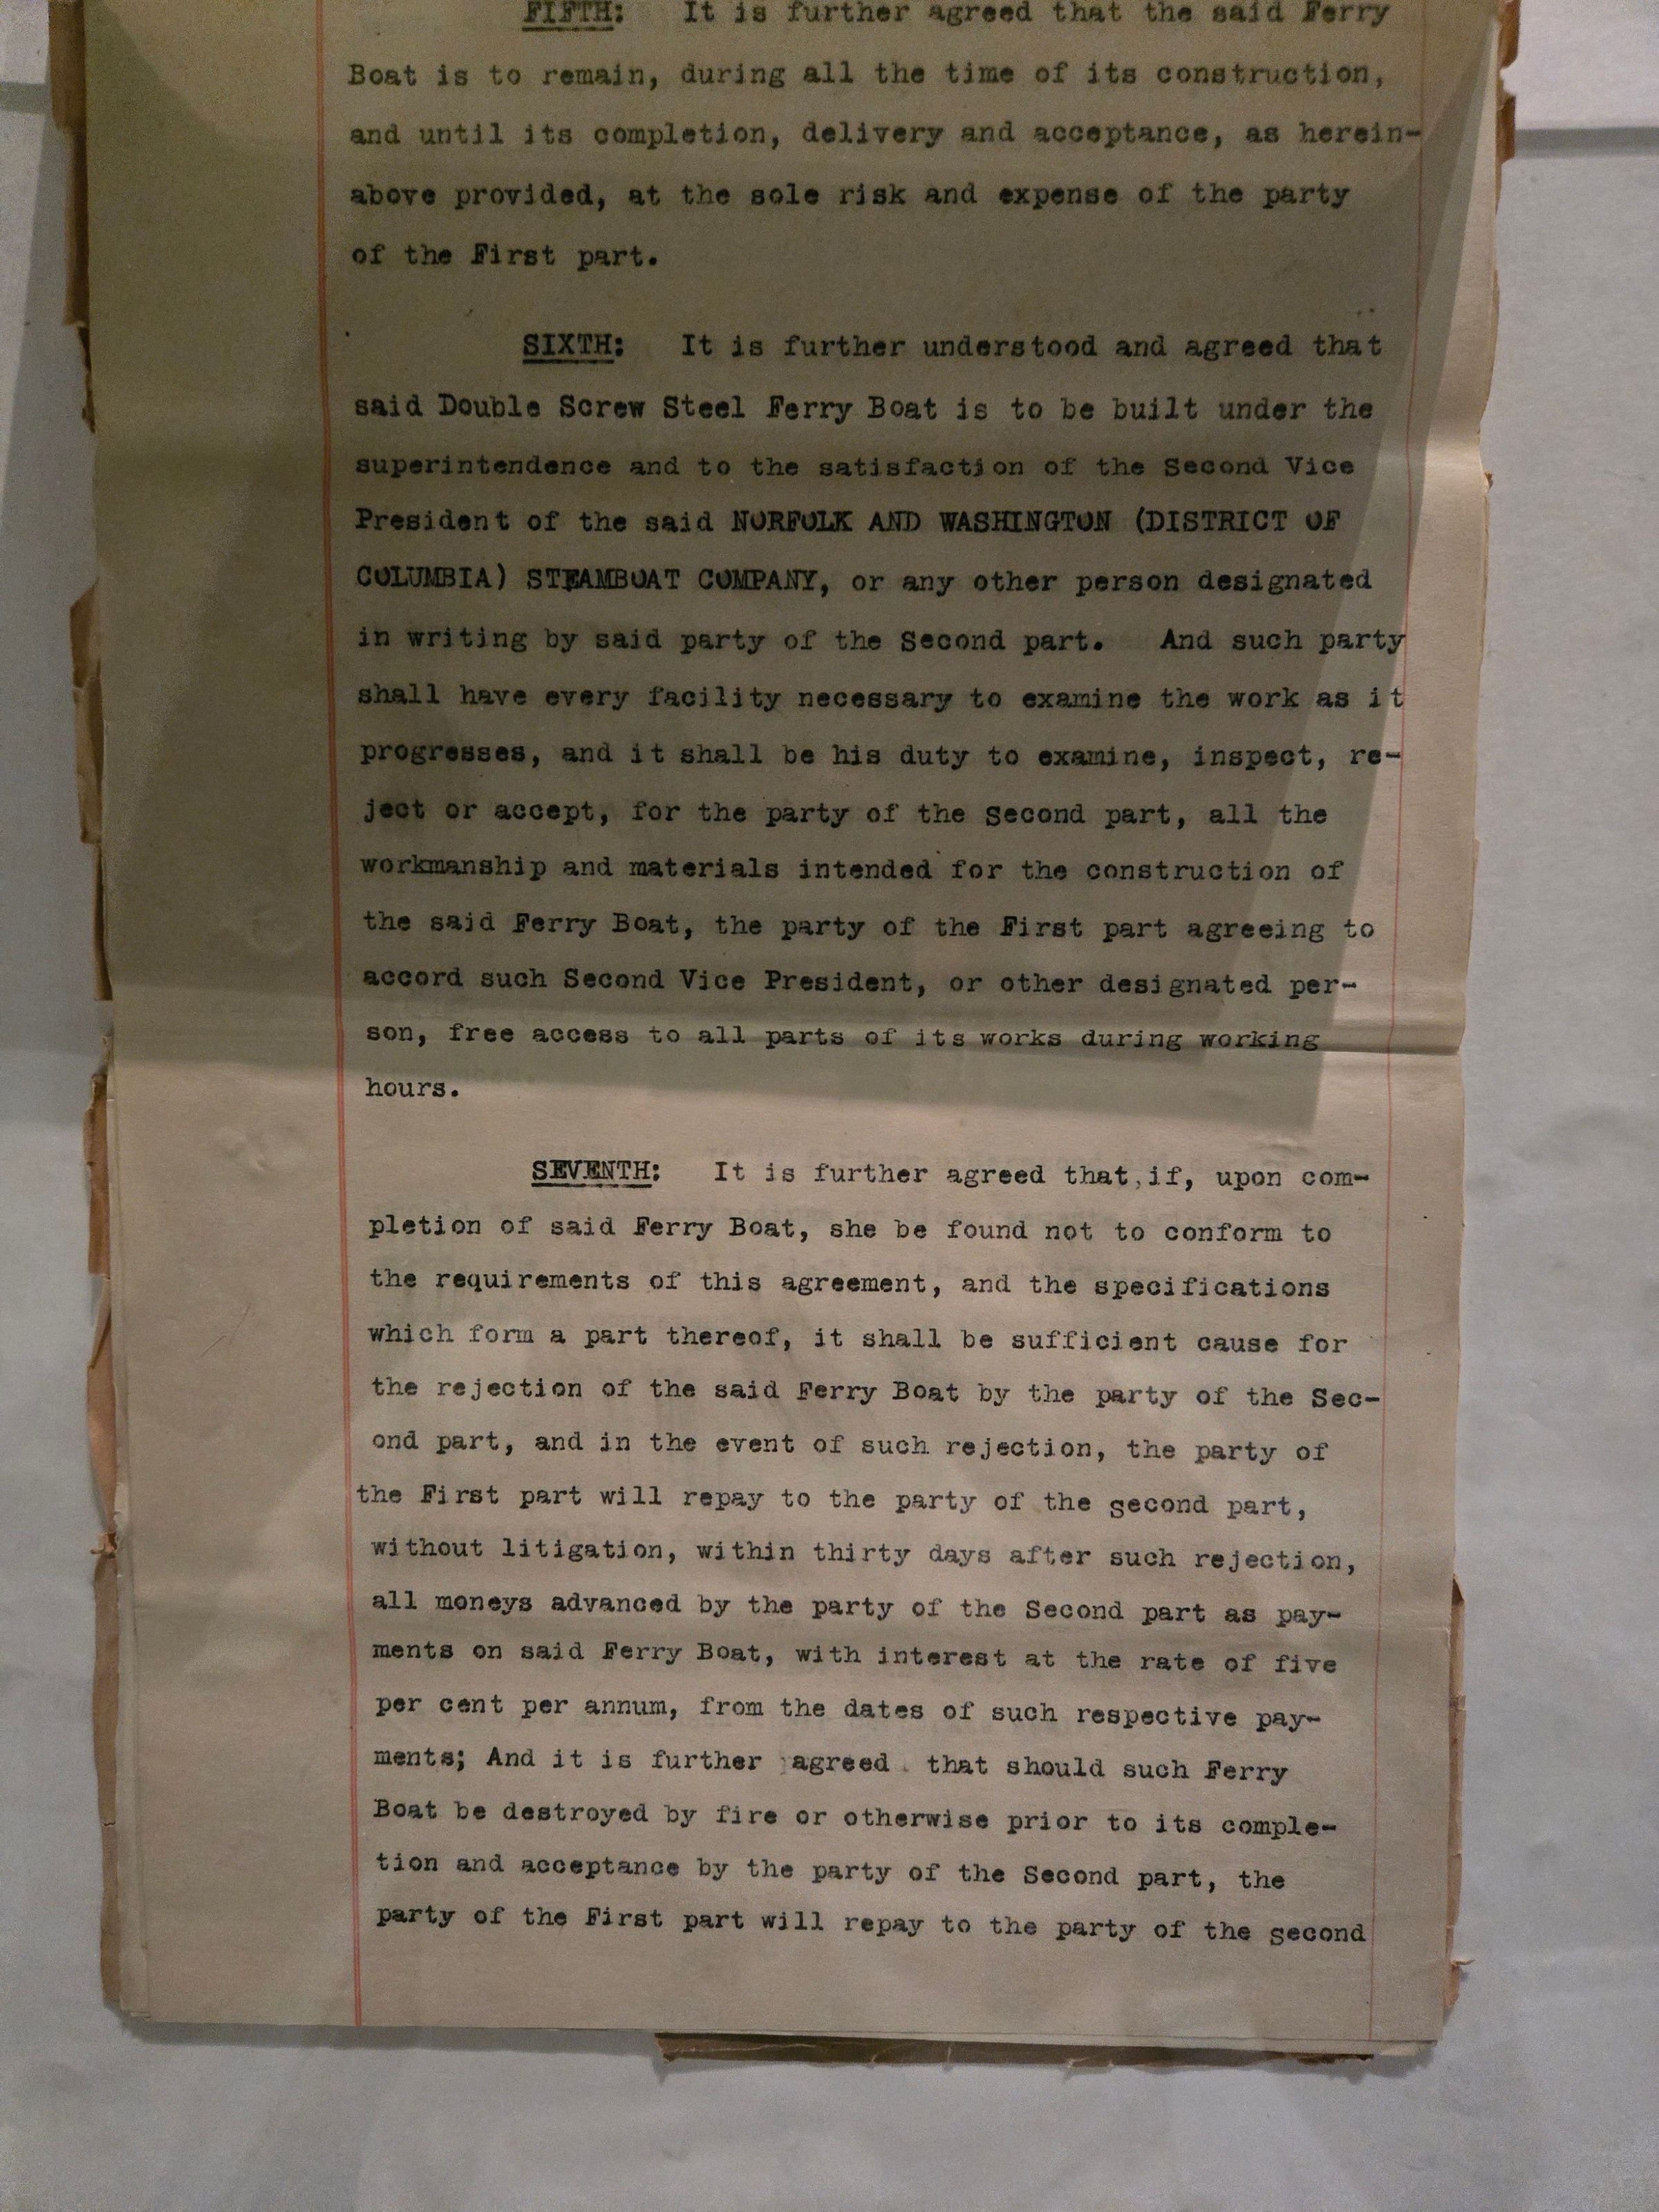 FIFTH: It is further agreed that the said Ferry
Boat is to remain, during all the time of its construction,
and until its completion, delivery and acceptance, as herein-
above provided, at the sole risk and expense of the party
of the First part.
SIXTH: It is further understood and agreed that
said Double Screw Steel Ferry Boat is to be built under the
superintendence and to the satisfaction of the Second Vice
President of the said NORFOLK AND WASHINGTON (DISTRICT OF
COLUMBIA) STEAMBOAT COMPANY, or any other person designated
in writing by said party of the Second part. And such party
shall have every facility necessary to examine the work as it
progresses, and it shall be his duty to examine, inspect, re-
ject or accept, for the party of the Second part, all the
workmanship and materials intended for the construction of
the said Ferry Boat, the party of the First part agreeing to
accord such Second Vice President, or other designated per-
son, free access to all parts of its works during working
hours.
SEVENTH: It is further agreed that, if, upon com-
pletion of said Ferry Boat, she be found not to conform to
the requirements of this agreement, and the specifications
which form a part thereof, it shall be sufficient cause for
the rejection of the said Ferry Boat by the party of the Sec-
ond part, and in the event of such rejection, the party of
the First part will repay to the party of the second part,
without litigation, within thirty days after such rejection,
all moneys advanced by the party of the Second part as pay-
ments on said Ferry Boat, with interest at the rate of five
per cent per annum, from the dates of such respective pay-
ments; And it is further agreed that should such Ferry
Boat be destroyed by fire or otherwise prior to its comple-
tion and acceptance by the party of the Second part, the
party of the First part will repay to the party of the second